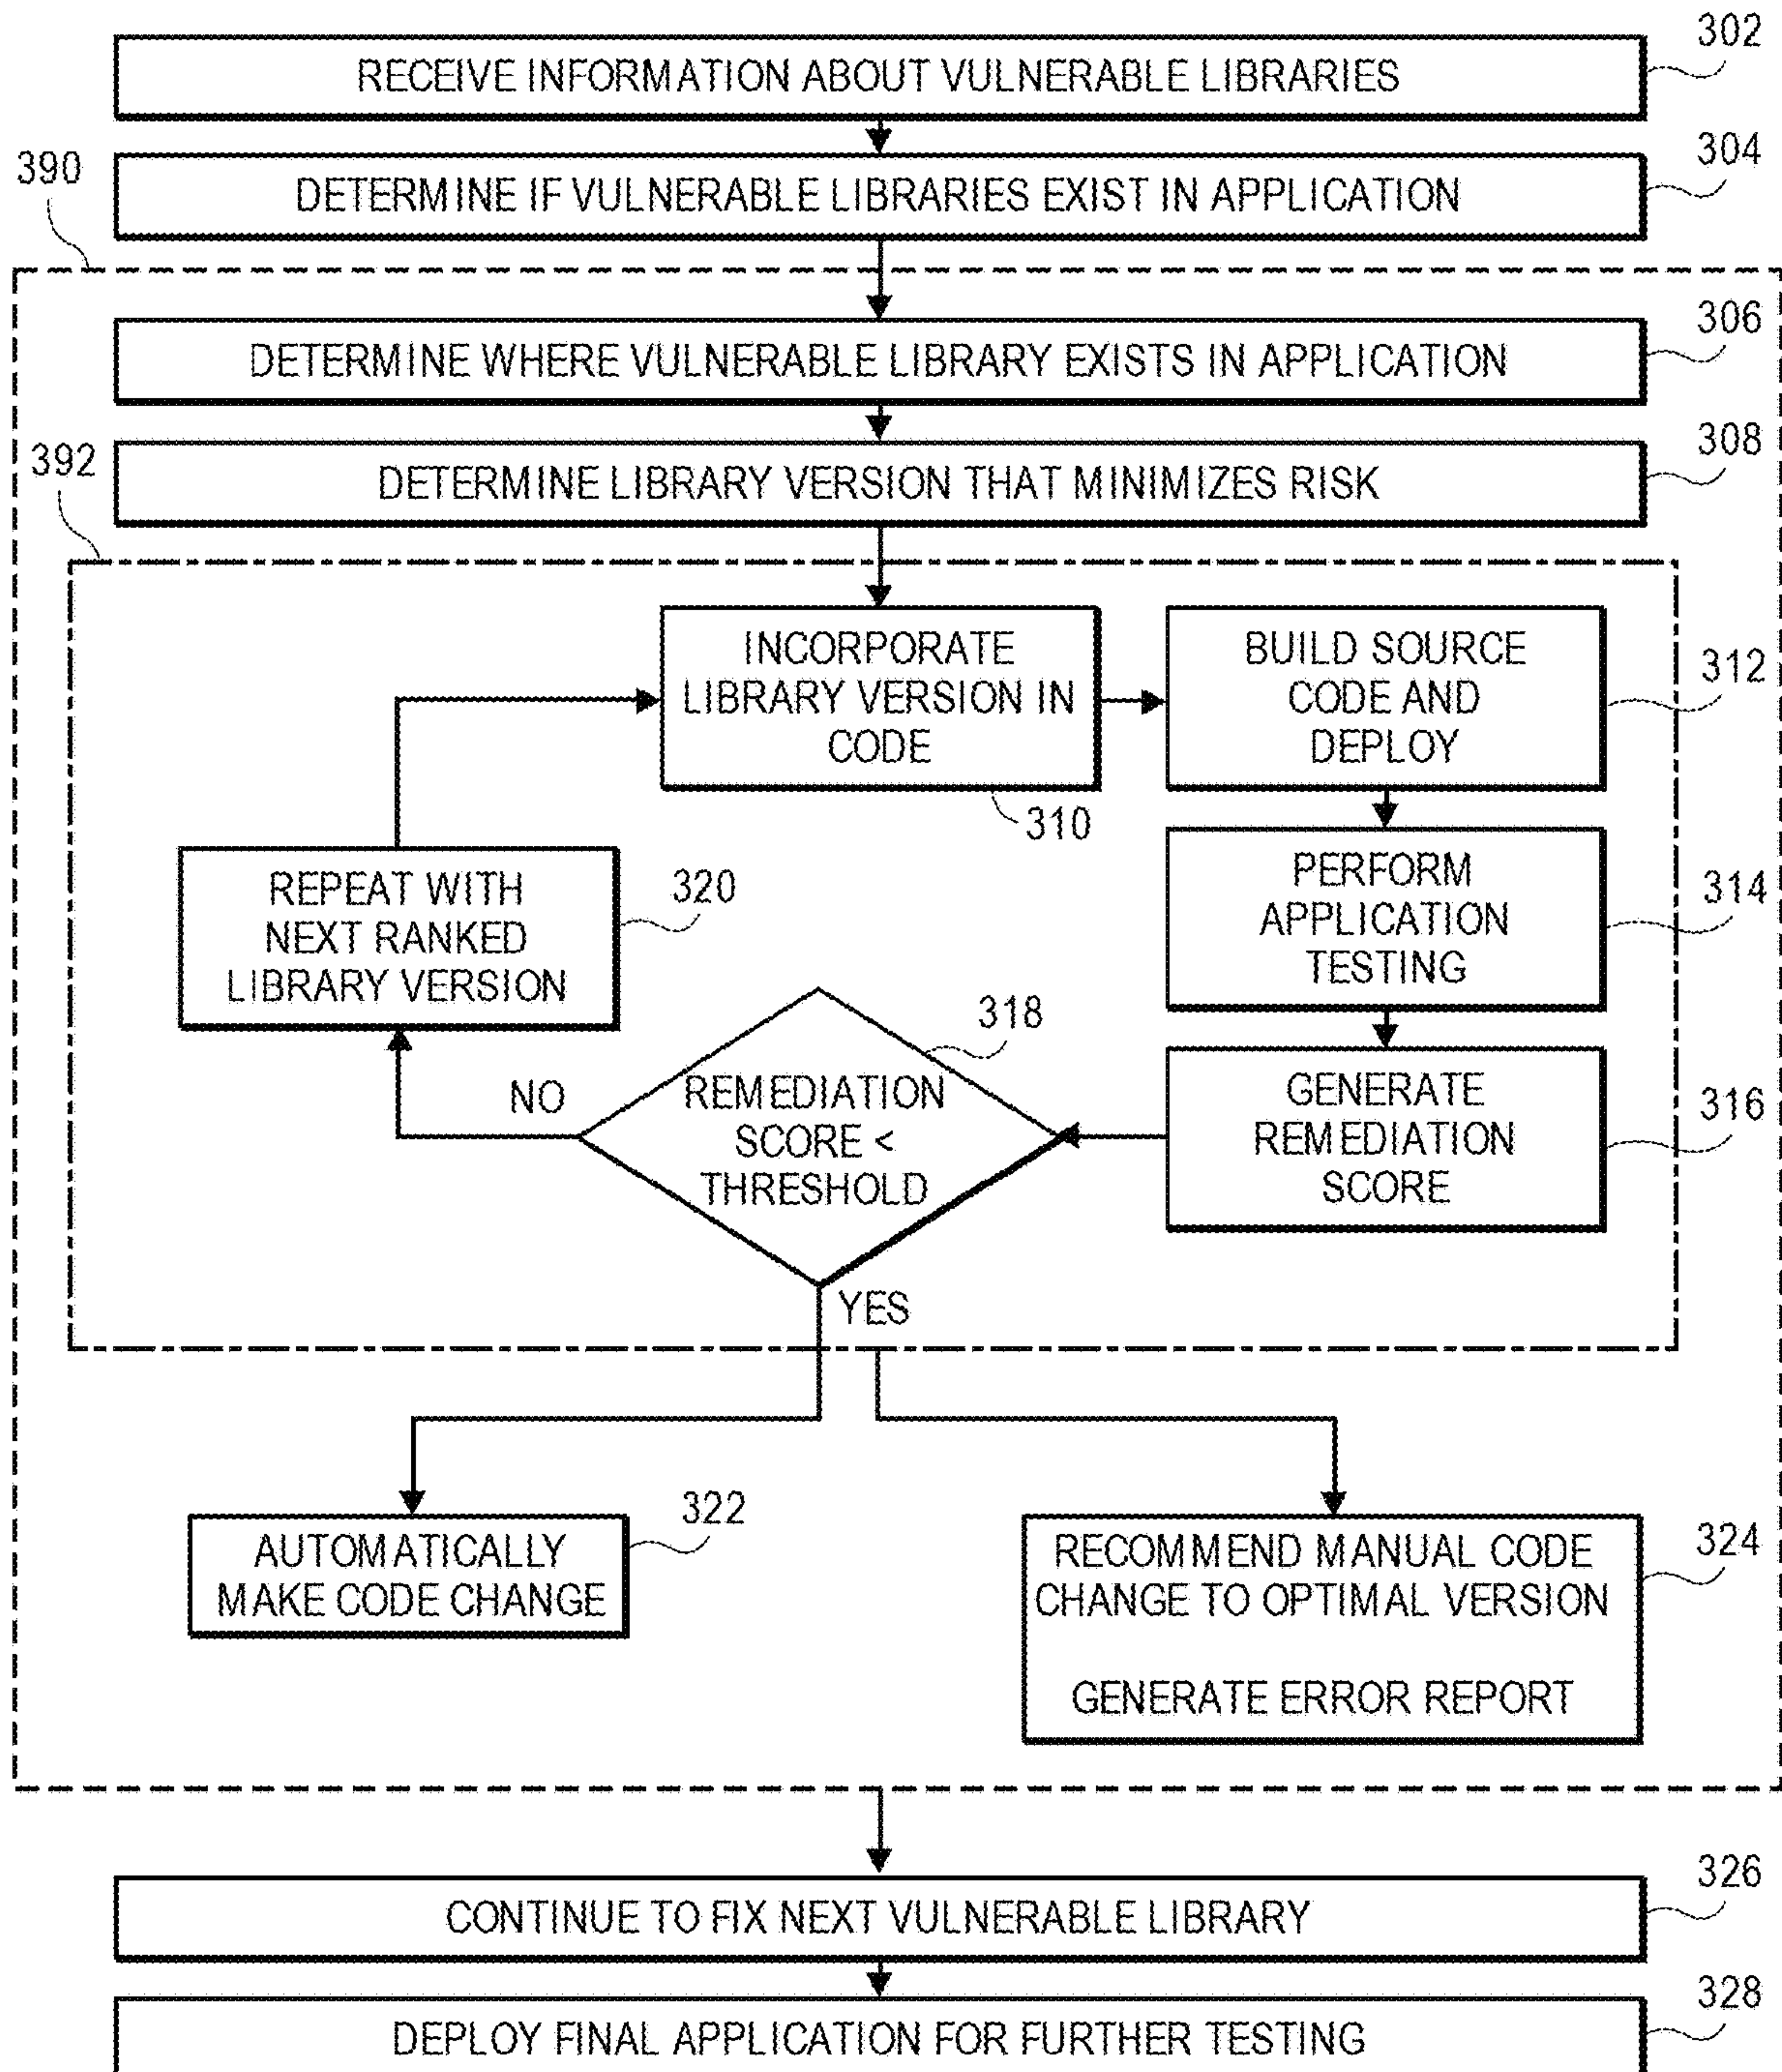 302
RECEIVE INFORMATION ABOUT VULNERABLE LIBRARIES
304
390
DETERMINE IF VULNERABLE LIBRARIES EXIST IN APPLICATION
306
DETERMINE WHERE VULNERABLE LIBRARY EXISTS IN APPLICATION
308
392
DETERMINE LIBRARY VERSION THAT MINIMIZES RISK
INCORPORATE
LIBRARY VERSION IN
CODE
310
BUILD SOURCE
CODE AND
DEPLOY
312
PERFORM
APPLICATION
TESTING
314
GENERATE
REMEDIATION
SCORE
316
318
REMEDIATION
SCORE <
THRESHOLD
NO
REPEAT WITH
NEXT RANKED
LIBRARY VERSION
320
YES
322
AUTOMATICALLY
MAKE CODE CHANGE
324
RECOMMEND MANUAL CODE
CHANGE TO OPTIMAL VERSION
GENERATE ERROR REPORT
326
CONTINUE TO FIX NEXT VULNERABLE LIBRARY
328
DEPLOY FINAL APPLICATION FOR FURTHER TESTING